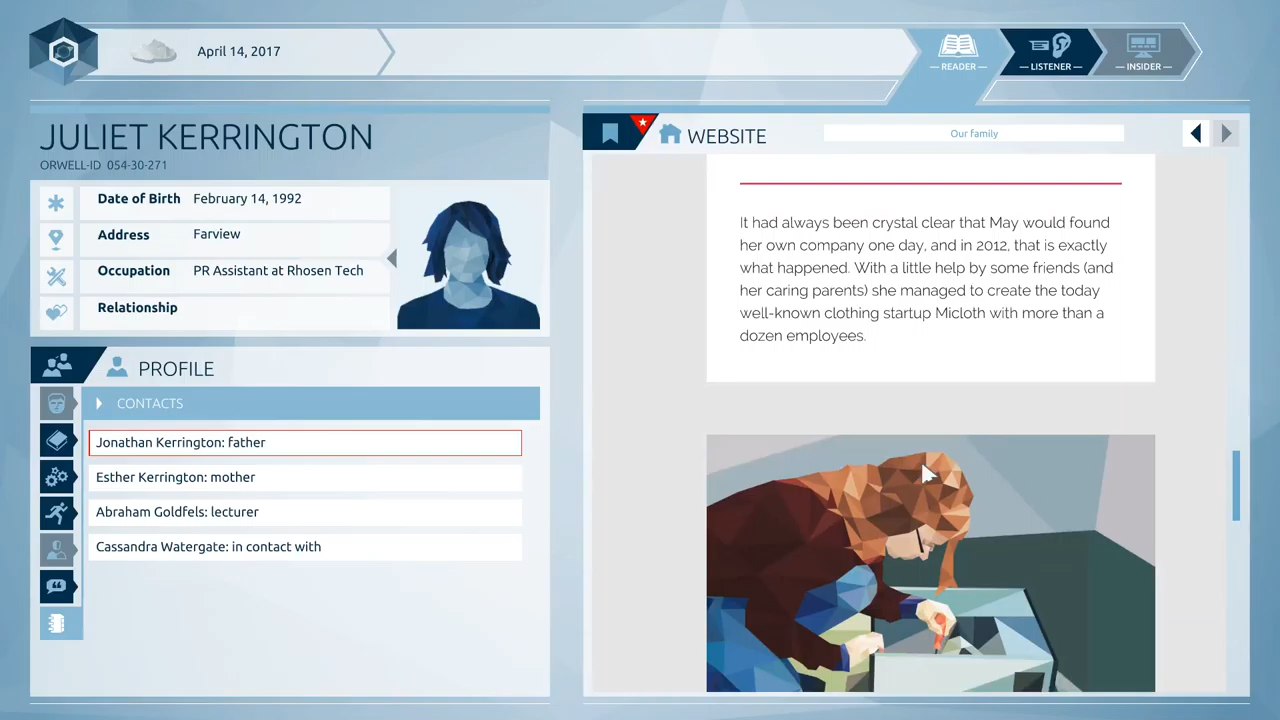 April 14, 2017
— READER —
— LISTENER —
— INSIDER —
JULIET KERRINGTON
ORWELL-ID 054-30-271
Date of Birth February 14, 1992
Address Farview
Occupation PR Assistant at Rhosen Tech
Relationship
PROFILE
CONTACTS
Jonathan Kerrington: father
Esther Kerrington: mother
Abraham Goldfels: lecturer
Cassandra Watergate: in contact with
WEBSITE
Our family
It had always been crystal clear that May would found
her own company one day, and in 2012, that is exactly
what happened. With a little help by some friends (and
her caring parents) she managed to create the today
well-known clothing startup Micloth with more than a
dozen employees.